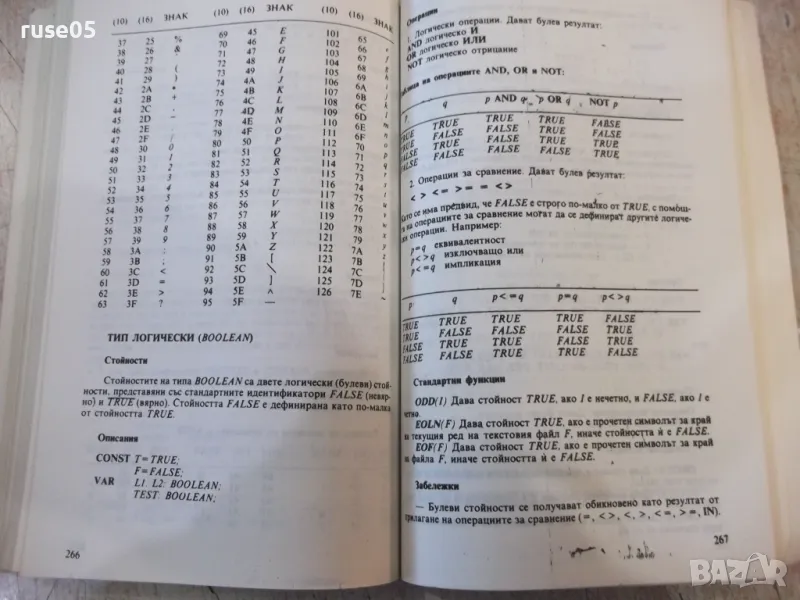 ruse05
(10) (16) ЗНАК (10) (16) ЗНАК (10) (16) ЗНАК
37 25 % 69 45 E 101 65
38 26 & 70 46 F 102 66
39 27 71 47 G 103 67
40 28 ( 72 48 H 104 68
41 29 ) 73 49 I 105 69
42 2A * 74 4A J 106 6A
43 2B + 75 4B K 107 6B
44 2C , 76 4C L 108 6C
45 2D - 77 4D M 109 6D
46 2E . 78 4E N 110 6E
47 2F / 79 4F O 111 6F
48 30 0 80 50 P 112 70
49 31 1 81 51 Q 113 71
50 32 2 82 52 R 114 72
51 33 3 83 53 S 115 73
52 34 4 84 54 T 116 74
53 35 5 85 55 U 117 75
54 36 6 86 56 V 118 76
55 37 7 87 57 W 119 77
56 38 8 88 58 X 120 78
57 39 9 89 59 Y 121 79
58 3A : 90 5A Z 122 7A
59 3B ; 91 5B [ 123 7B
60 3C < 92 5C \ 124 7C
61 3D = 93 5D ] 125 7D
62 3E > 94 5E ^ 126 7E
63 3F ? 95 5F —
ТИП ЛОГИЧЕСКИ (BOOLEAN)
Стойности
Стойностите на типа BOOLEAN са двете логически (булеви) стой-
ности, представяни със стандартните идентификатори FALSE (невяр-
но) и TRUE (вярно). Стойността FALSE е дефинирана като по-малка
от стойността TRUE.
Описания
CONST T=TRUE;
F=FALSE;
VAR L1, L2: BOOLEAN;
TEST: BOOLEAN;
266
Операции
1. Логически операции. Дават булев резултат:
AND логическо И
OR логическо ИЛИ
NOT логическо отрицание
Таблица на операциите AND, OR и NOT:
p q p AND q p OR q NOT p
TRUE TRUE TRUE TRUE FALSE
TRUE FALSE FALSE TRUE FALSE
FALSE TRUE FALSE TRUE TRUE
FALSE FALSE FALSE FALSE TRUE
2. Операции за сравнение. Дават булев резултат:
< > <= >= = <>
Като се има предвид, че FALSE е строго по-малко от TRUE, с помощ-
та на операциите за сравнение могат да се дефинират другите логиче-
ски операции. Например:
p=q еквивалентност
p<>q изключващо или
p<=q импликация
p q p<=q p=q p<>q
TRUE TRUE TRUE TRUE FALSE
TRUE FALSE FALSE FALSE TRUE
FALSE TRUE TRUE FALSE TRUE
FALSE FALSE TRUE TRUE FALSE
Стандартни функции
ODD(I) Дава стойност TRUE, ако I е нечетно, и FALSE, ако I е
четно.
EOLN(F) Дава стойност TRUE, ако е прочетен символът за край
на текущия ред на текстовия файл F, иначе стойността ѝ е FALSE.
EOF(F) Дава стойност TRUE, ако е прочетен символът за край
на файла F, иначе стойността ѝ е FALSE.
Забележки
— Булеви стойности се получават обикновено като резултат от
прилагане на операциите за сравнение (=, <>, <, >, <=, >=, IN).
267
BAZAR.bg